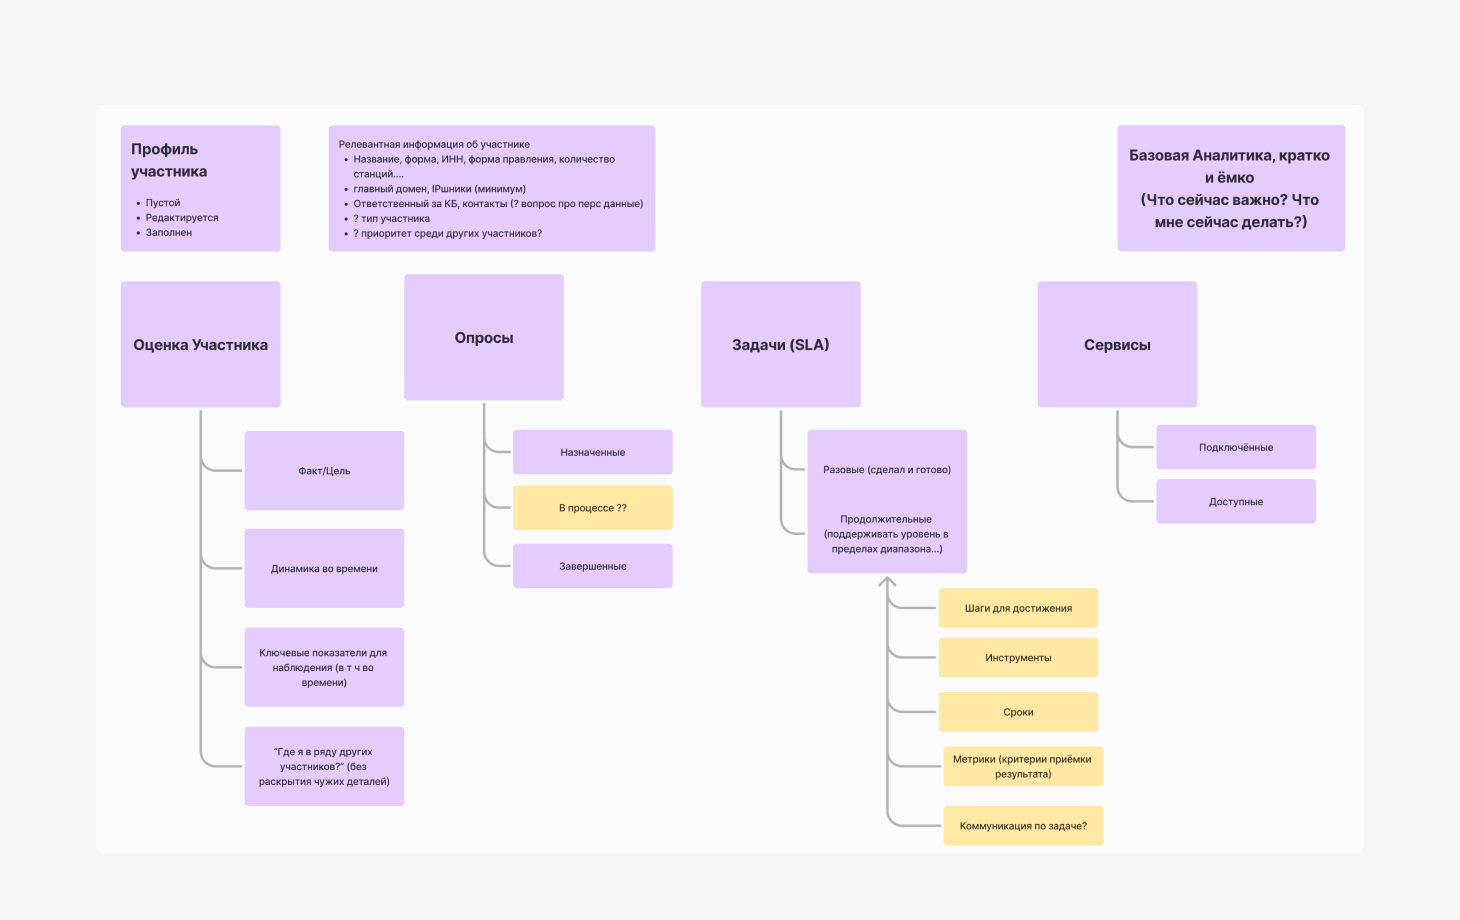 Профиль
участника
• Пустой
• Редактируется
• Заполнен
Релевантная информация об участнике
• Название, форма, ИНН, форма правления, количество
станций....
• главный домен, IPшники (минимум)
• Ответственный за КБ, контакты (? вопрос про перс данные)
• ? тип участника
• ? приоритет среди других участников?
Базовая Аналитика, кратко
и ёмко
(Что сейчас важно? Что
мне сейчас делать?)
Оценка Участника
Факт/Цель
Динамика во времени
Ключевые показатели для
наблюдения (в т ч во
времени)
“Где я в ряду других
участников?” (без
раскрытия чужих деталей)
Опросы
Назначенные
В процессе ??
Завершенные
Задачи (SLA)
Разовые (сделал и готово)
Продолжительные
(поддерживать уровень в
пределах диапазона...)
Шаги для достижения
Инструменты
Сроки
Метрики (критерии приёмки
результата)
Коммуникация по задаче?
Сервисы
Подключённые
Доступные